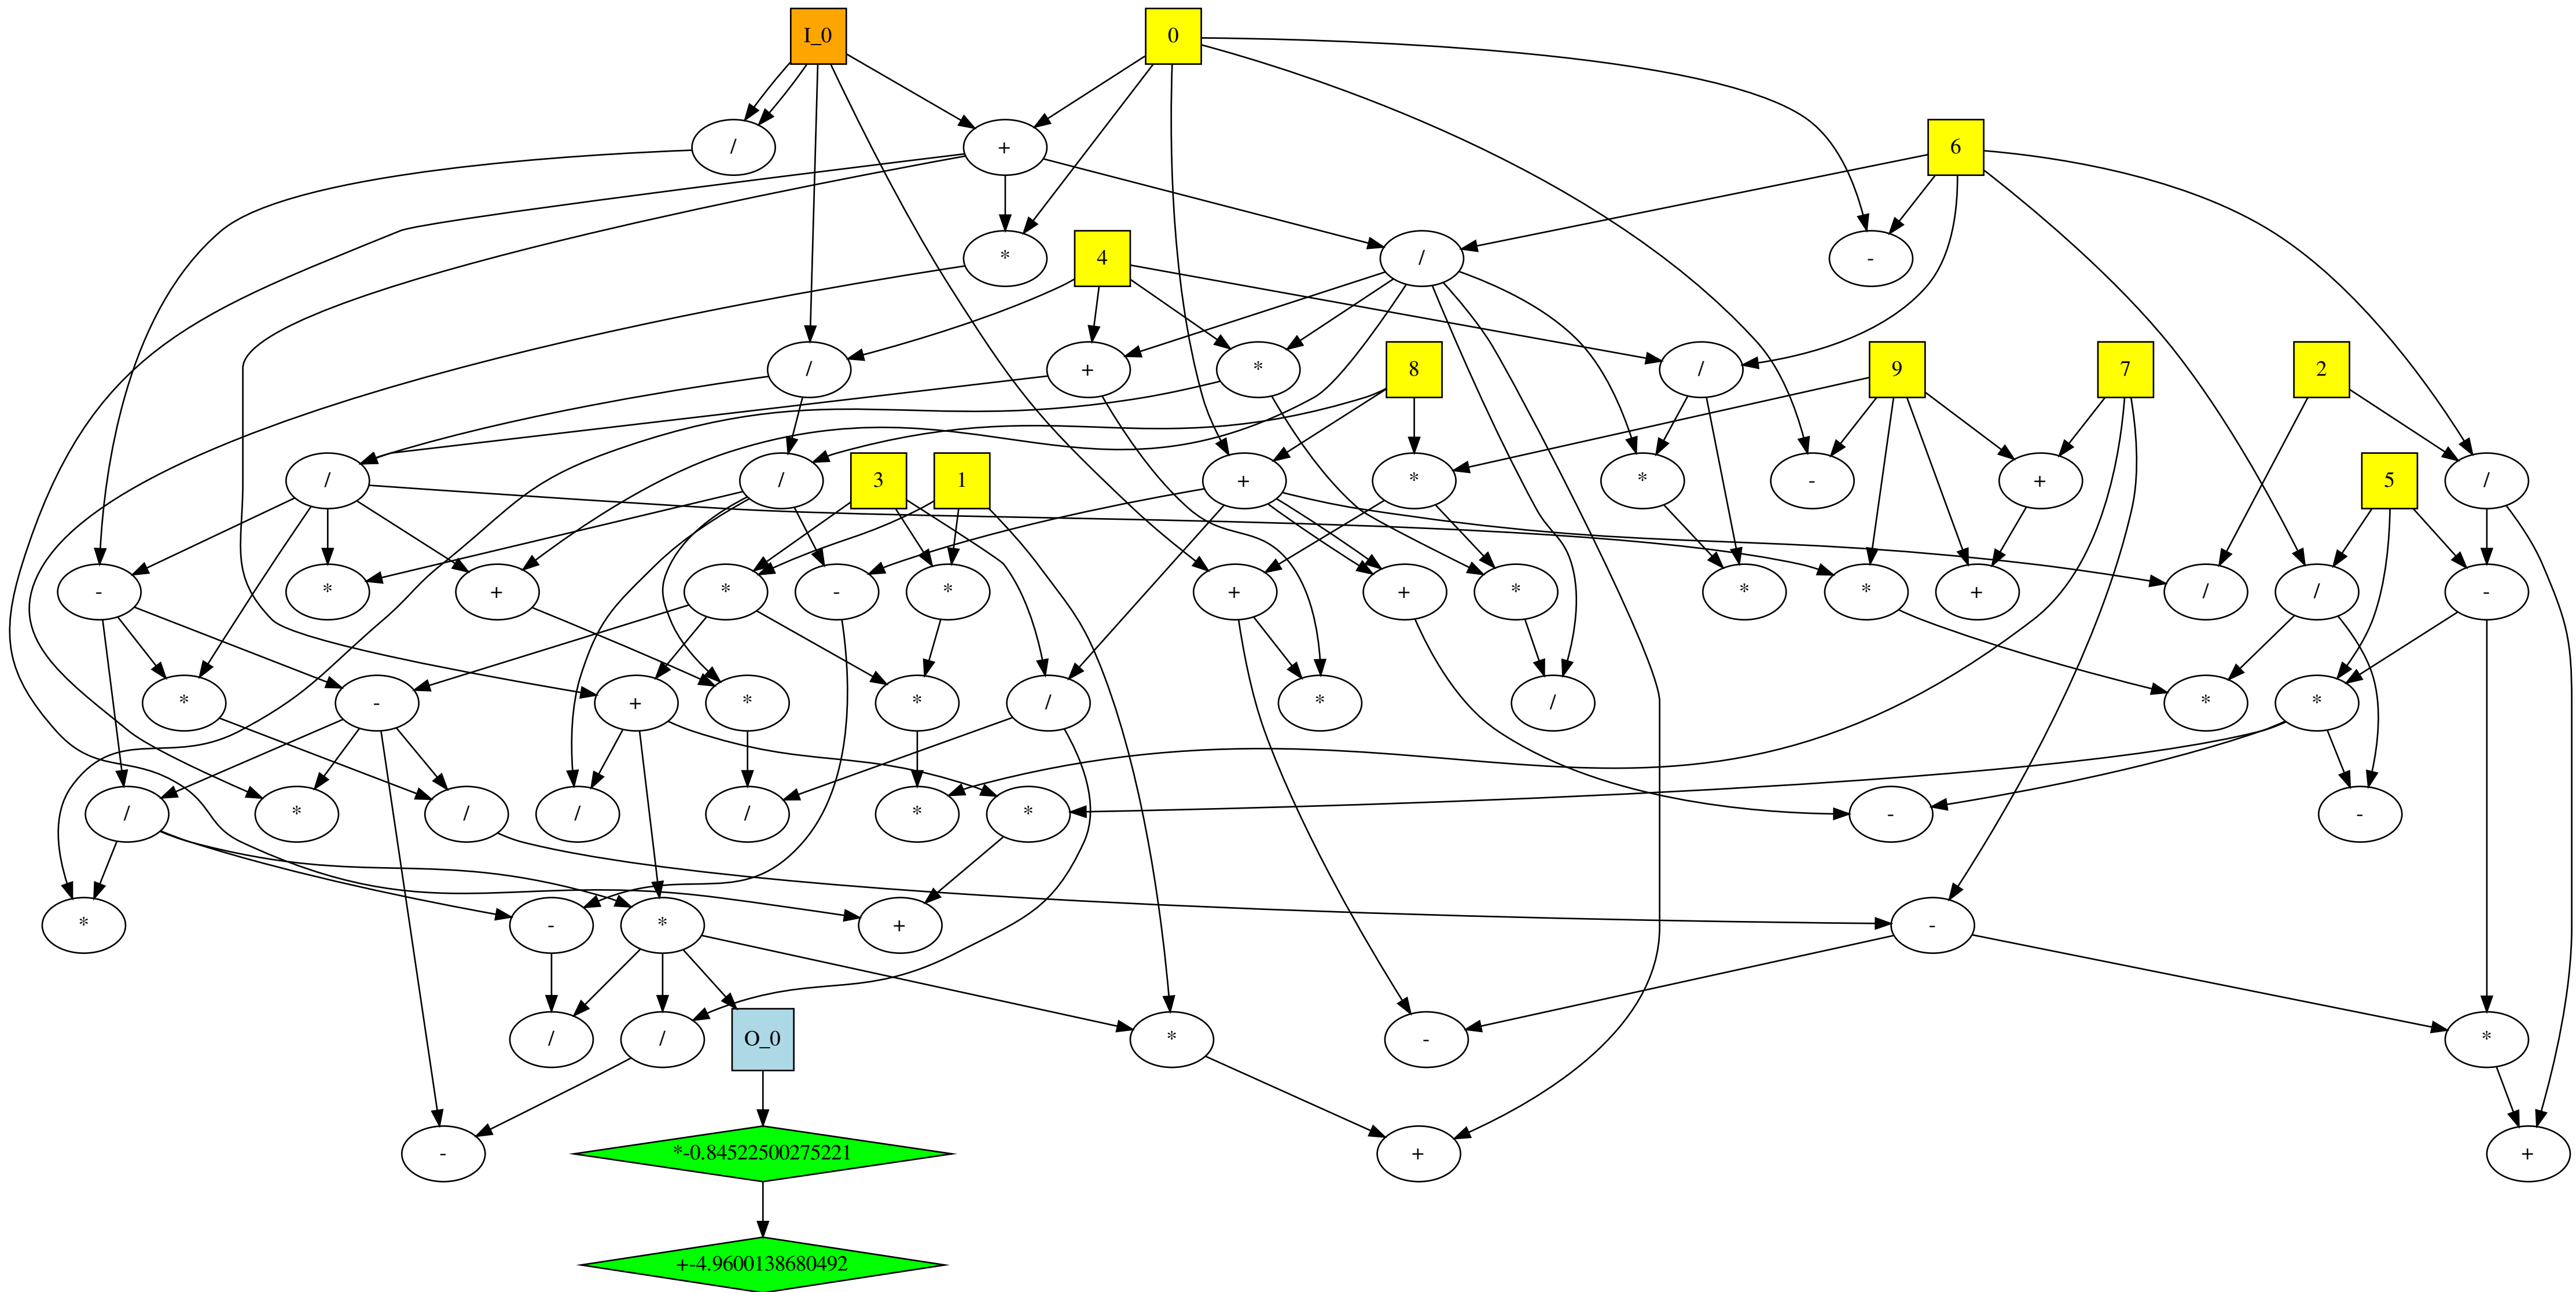 I_0 0
/ + 6
* 4 / -
/ + * 8 / 9 7 2
/ 3 / 1 + * * - + 5 /
- * + * - * + + * * * + / / -
* - + * * / * / * *
/ * / / / * * - -
* - * + -
/ / O_0 * - *
- *-0.84522500275221 + +
+-4.9600138680492